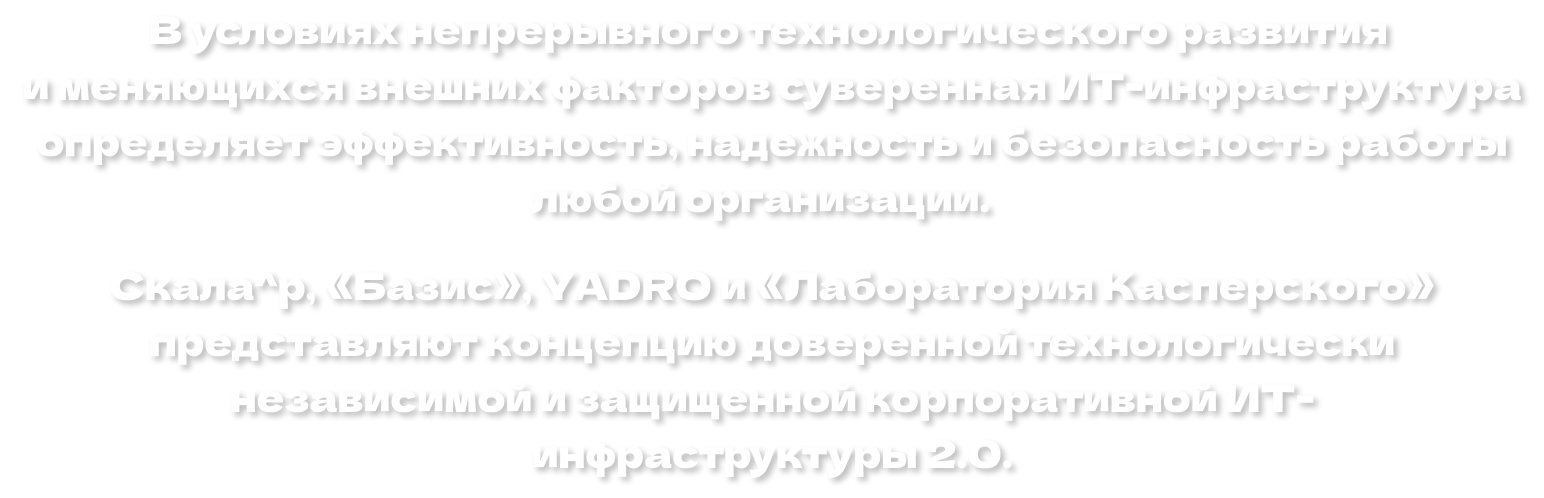 В условиях непрерывного технологического развития
и меняющихся внешних факторов суверенная ИТ-инфраструктура
определяет эффективность, надежность и безопасность работы
любой организации.
Скала^р, «Базис», YADRO и «Лаборатория Касперского»
представляют концепцию доверенной технологически
независимой и защищенной корпоративной ИТ-
инфраструктуры 2.0.